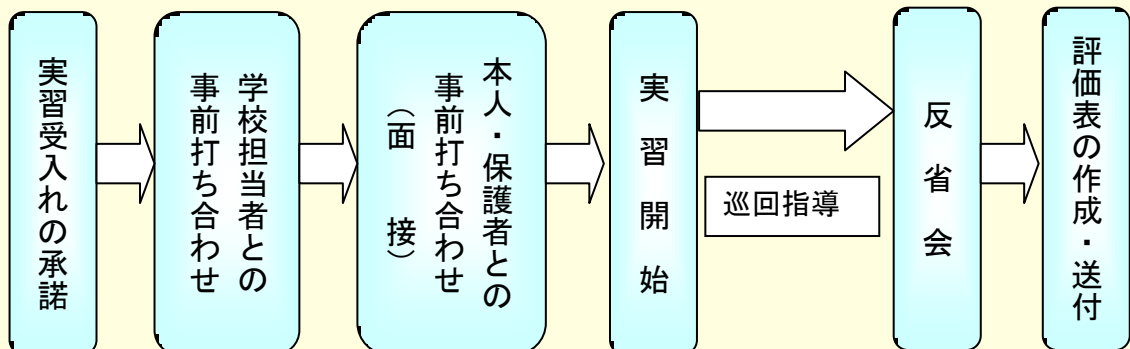 実習受入れの承諾
学校担当者との
事前打ち合わせ
本人・保護者との
事前打ち合わせ
（面　接）
実習開始
巡回指導
反省会
評価表の作成・送付